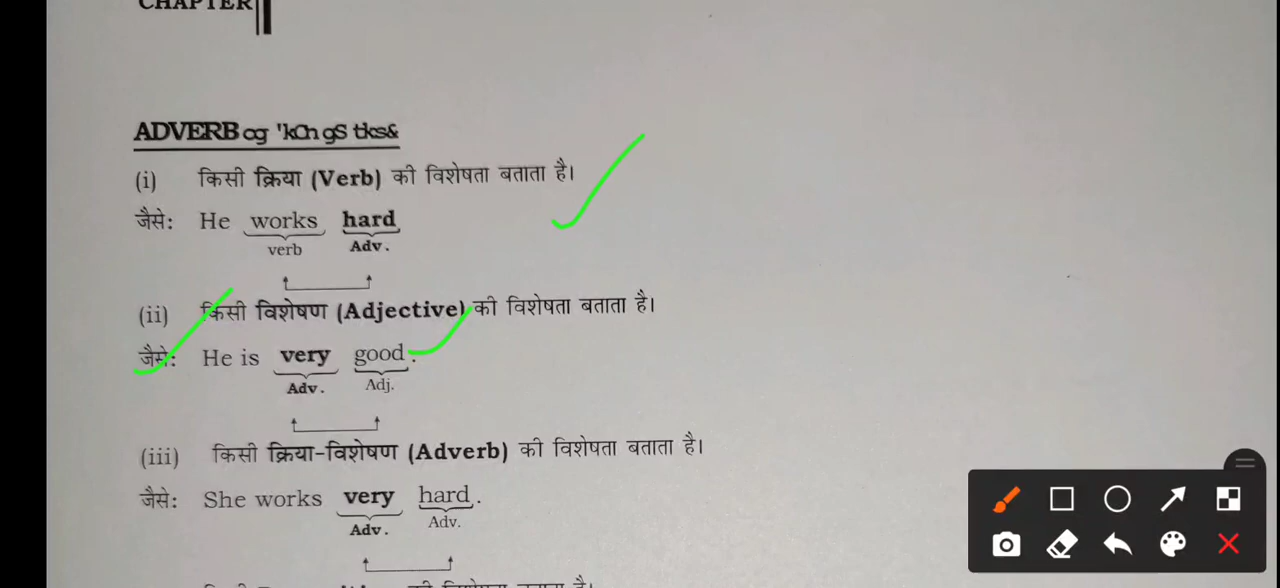 CHAPTER
ADVERB og 'kCn gS tks&
(i) किसी क्रिया (Verb) की विशेषता बताता है।
जैसे: He works hard
verb Adv.
(ii) किसी विशेषण (Adjective) की विशेषता बताता है।
जैसे: He is very good.
Adv. Adj.
(iii) किसी क्रिया-विशेषण (Adverb) की विशेषता बताता है।
जैसे: She works very hard.
Adv. Adv.